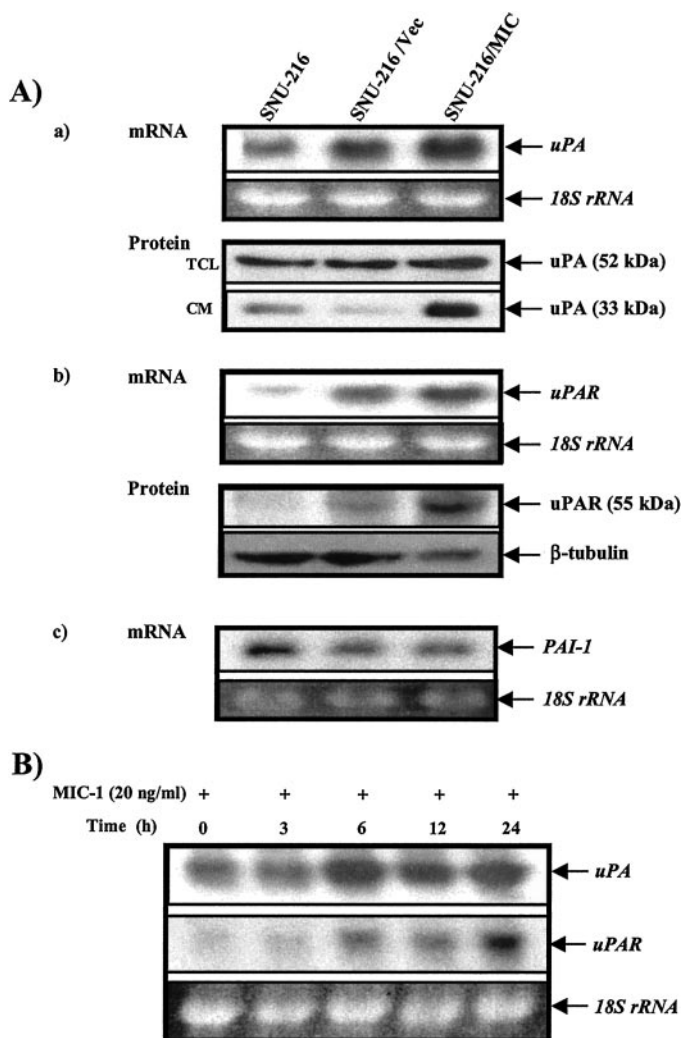 A)
SNU-216
SNU-216 /Vec
SNU-216/MIC
a) mRNA
uPA
18S rRNA
Protein
TCL
uPA (52 kDa)
CM
uPA (33 kDa)
b) mRNA
uPAR
18S rRNA
Protein
uPAR (55 kDa)
β-tubulin
c) mRNA
PAI-1
18S rRNA
B)
MIC-1 (20 ng/ml) + + + + +
Time (h) 0 3 6 12 24
uPA
uPAR
18S rRNA